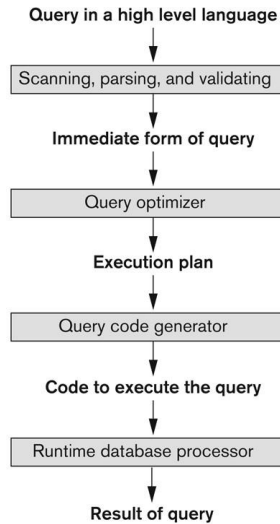 Query in a high level language
Scanning, parsing, and validating
Immediate form of query
Query optimizer
Execution plan
Query code generator
Code to execute the query
Runtime database processor
Result of query